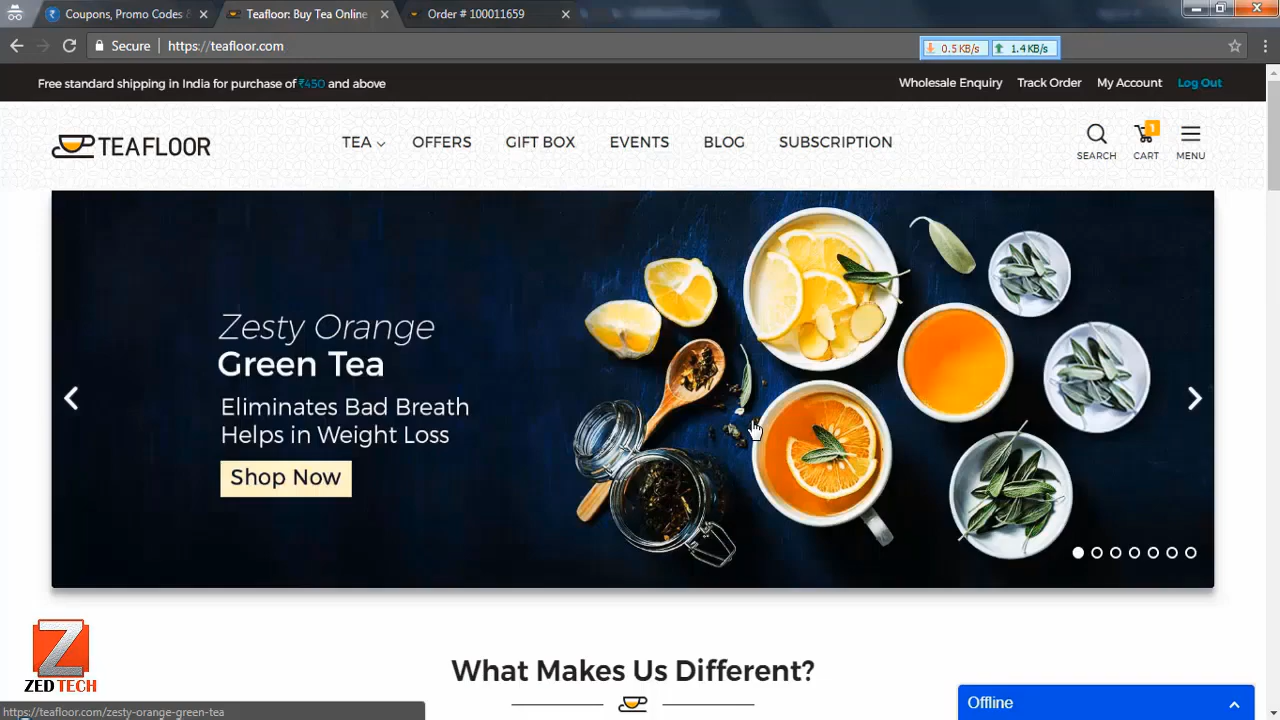 Coupons, Promo Codes &
Teafloor: Buy Tea Online
Order # 100011659
Secure
https://teafloor.com
0.5 KB/s
1.4 KB/s
Free standard shipping in India for purchase of ₹450 and above
Wholesale Enquiry
Track Order
My Account
Log Out
TEAFLOOR
TEA
OFFERS
GIFT BOX
EVENTS
BLOG
SUBSCRIPTION
SEARCH
1
CART
MENU
Zesty Orange
Green Tea
Eliminates Bad Breath
Helps in Weight Loss
Shop Now
What Makes Us Different?
Z
ZEDTECH
https://teafloor.com/zesty-orange-green-tea
Offline